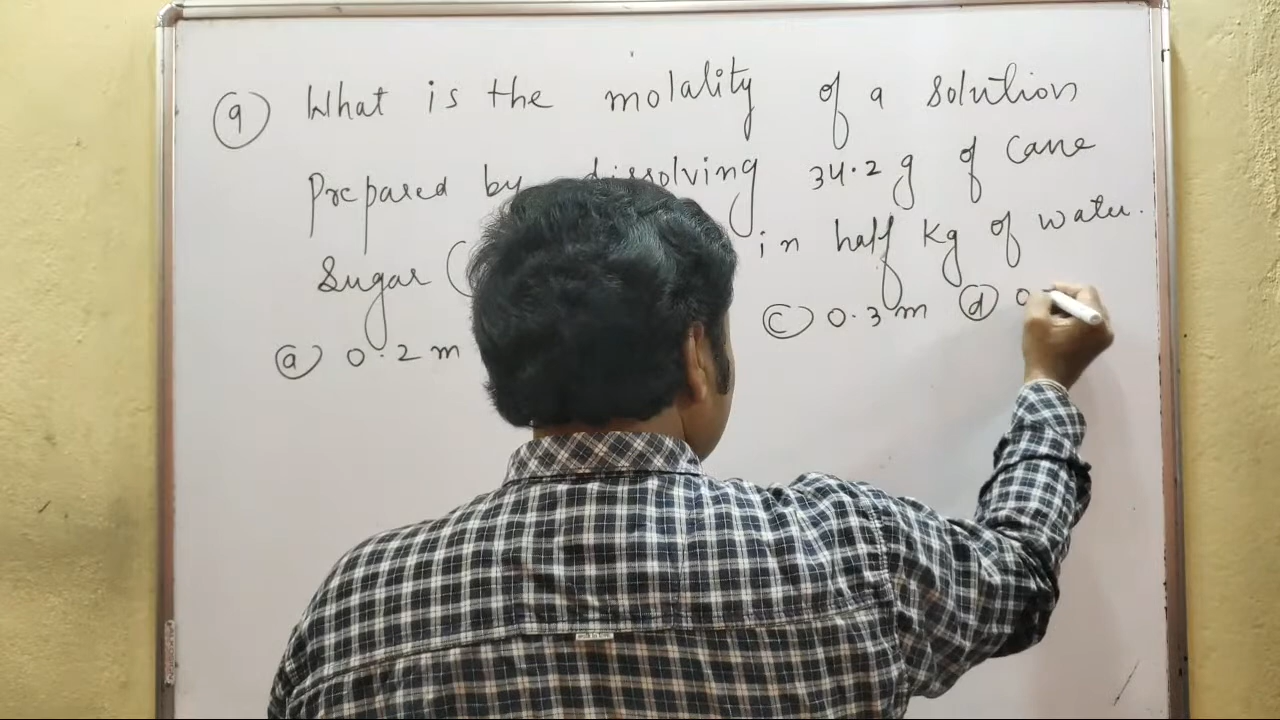 9 What is the molality of a solution
Prepared by dissolving 34.2 g of Cane
Sugar ( in half Kg of water.
a 0.2 m c 0.3 m d 0